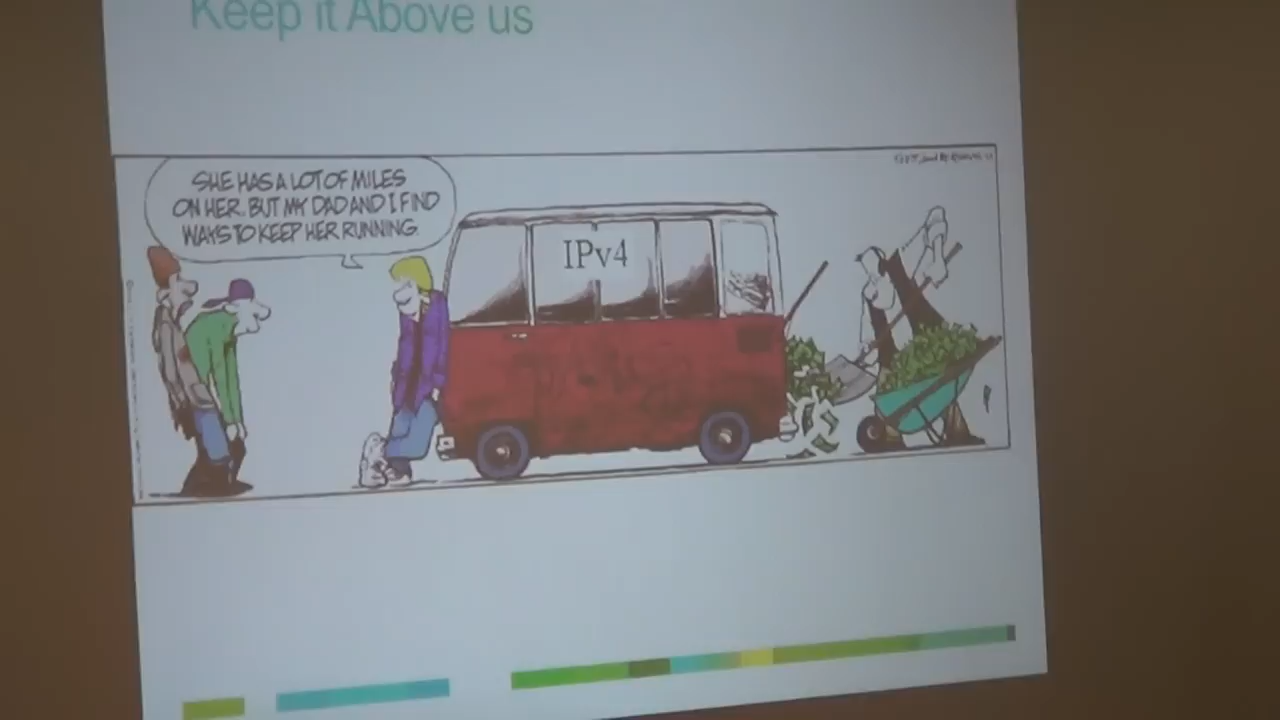 Keep it Above us
SHE HAS A LOT OF MILES
ON HER. BUT MY DAD AND I FIND
WAYS TO KEEP HER RUNNING.
IPv4